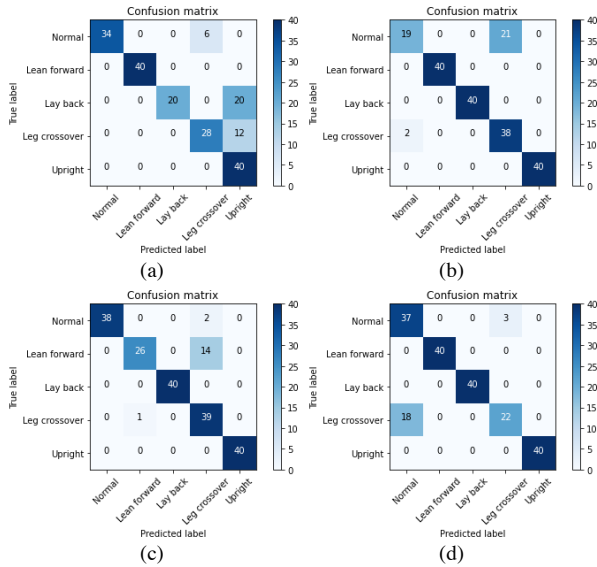 Confusion matrix
Normal 34 0 0 6 0 40
Lean forward 0 40 0 0 0 35
Lay back 0 0 20 0 20 30
Leg crossover 0 0 0 28 12 25
Upright 0 0 0 0 40 20
15
10
5
0
True label
Normal Lean forward Lay back Leg crossover Upright
Predicted label
(a)
Confusion matrix
Normal 19 0 0 21 0 40
Lean forward 0 40 0 0 0 35
Lay back 0 0 40 0 0 30
Leg crossover 2 0 0 38 0 25
Upright 0 0 0 0 40 20
15
10
5
0
True label
Normal Lean forward Lay back Leg crossover Upright
Predicted label
(b)
Confusion matrix
Normal 38 0 0 2 0 40
Lean forward 0 26 0 14 0 35
Lay back 0 0 40 0 0 30
Leg crossover 0 1 0 39 0 25
Upright 0 0 0 0 40 20
15
10
5
0
True label
Normal Lean forward Lay back Leg crossover Upright
Predicted label
(c)
Confusion matrix
Normal 37 0 0 3 0 40
Lean forward 0 40 0 0 0 35
Lay back 0 0 40 0 0 30
Leg crossover 18 0 0 22 0 25
Upright 0 0 0 0 40 20
15
10
5
0
True label
Normal Lean forward Lay back Leg crossover Upright
Predicted label
(d)